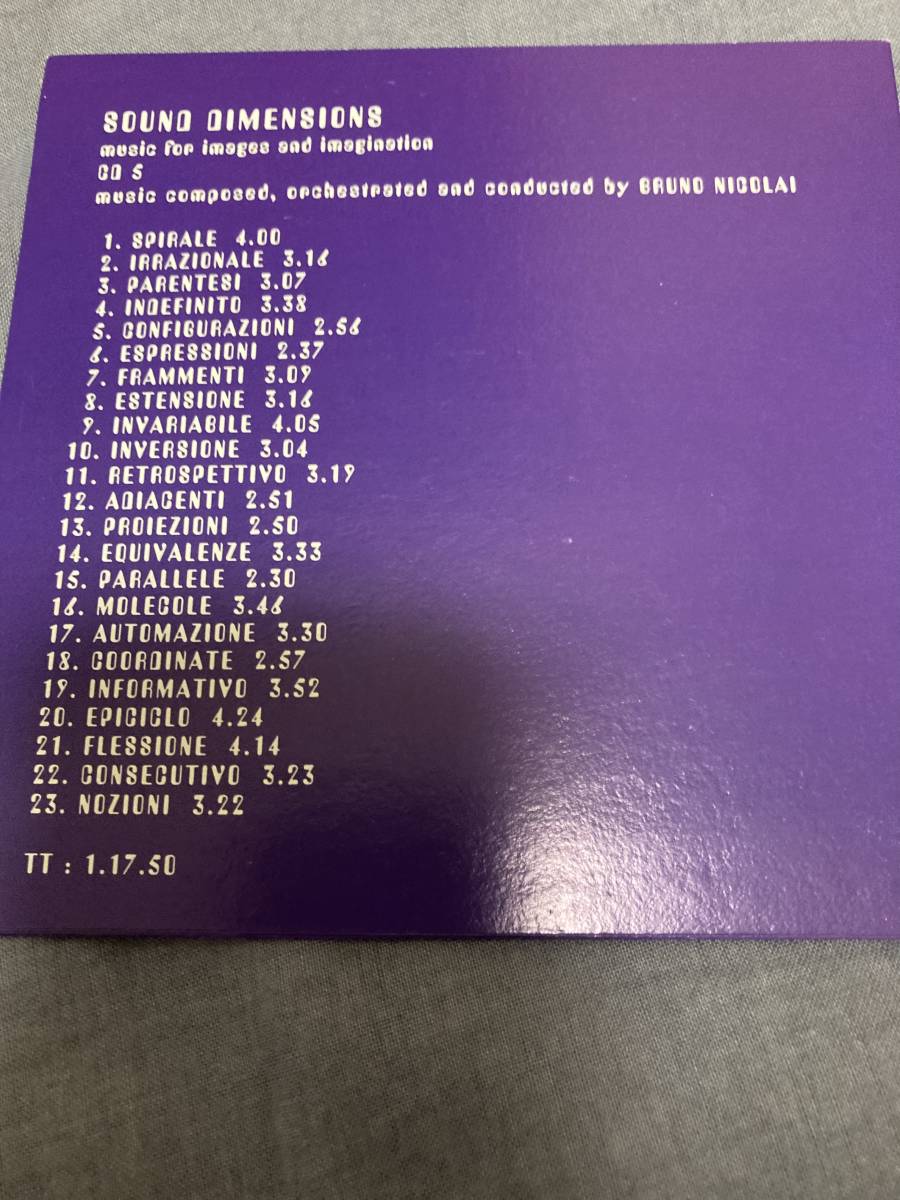 SOUND DIMENSIONS
music for images and imagination
CD 5
music composed, orchestrated and conducted by BRUNO NICOLAI
1. SPIRALE 4.00
2. IRRAZIONALE 3.16
3. PARENTESI 3.07
4. INDEFINITO 3.38
5. CONFIGURAZIONI 2.56
6. ESPRESSIONI 2.37
7. FRAMMENTI 3.09
8. ESTENSIONE 3.16
9. INVARIABILE 4.05
10. INVERSIONE 3.04
11. RETROSPETTIVO 3.19
12. ADIACENTI 2.51
13. PROIEZIONI 2.50
14. EQUIVALENZE 3.33
15. PARALLELE 2.30
16. MOLECOLE 3.46
17. AUTOMAZIONE 3.30
18. COORDINATE 2.57
19. INFORMATIVO 3.52
20. EPICICLO 4.24
21. FLESSIONE 4.14
22. CONSECUTIVO 3.23
23. NOZIONI 3.22
TT : 1.17.50